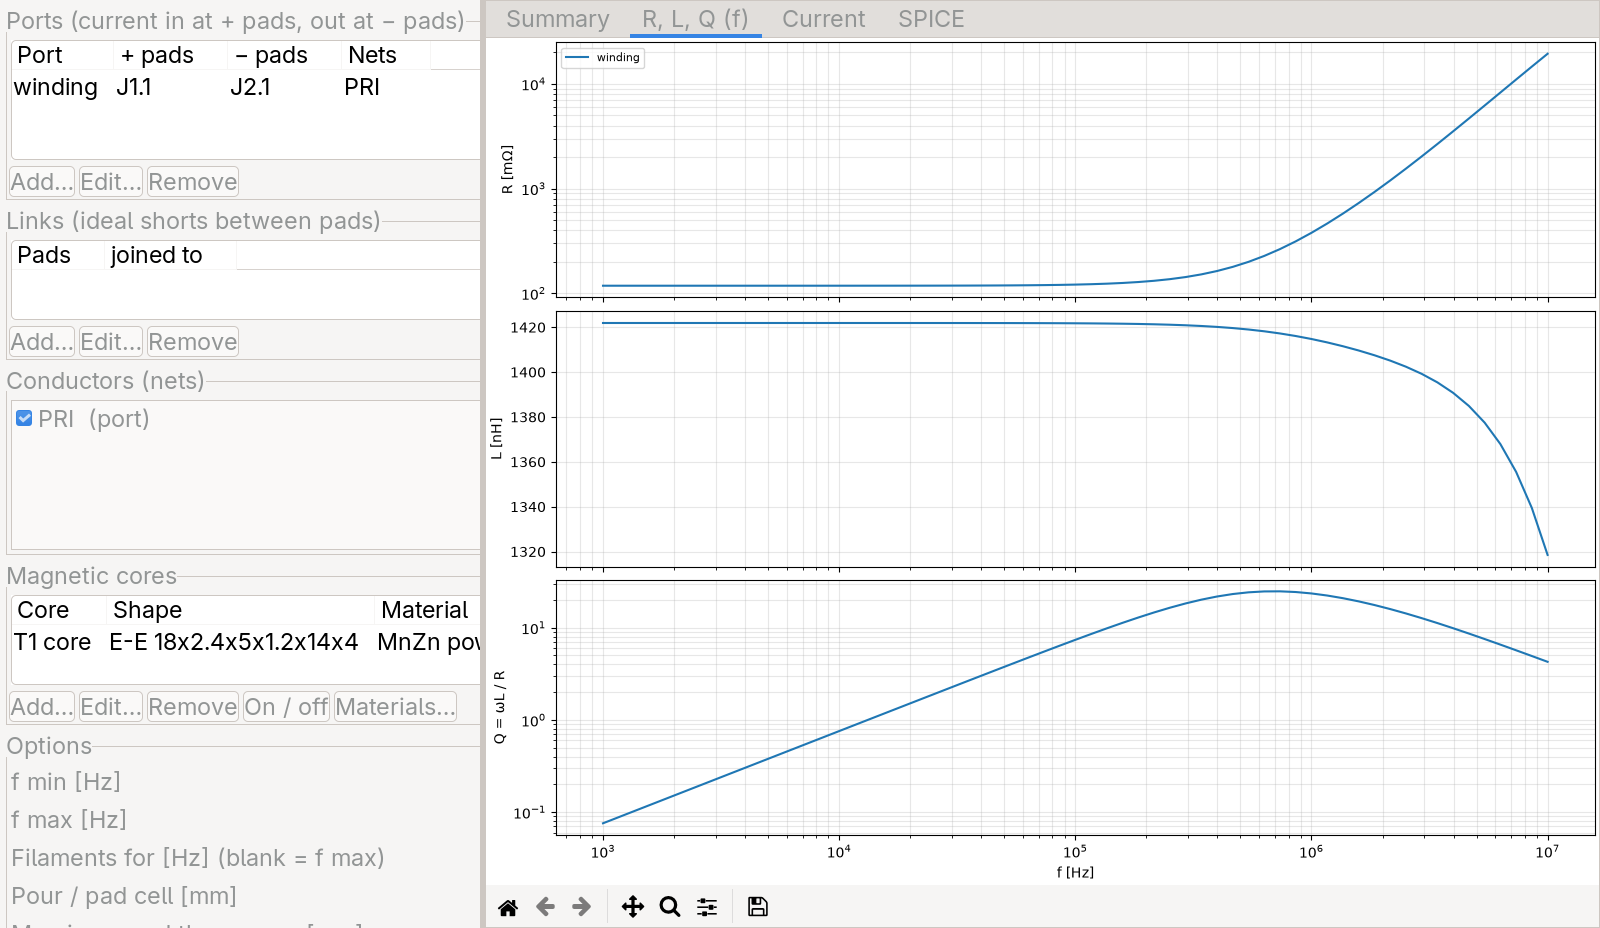 Ports (current in at + pads, out at − pads)
Port + pads − pads Nets
winding J1.1 J2.1 PRI
Add... Edit... Remove
Links (ideal shorts between pads)
Pads joined to
Add... Edit... Remove
Conductors (nets)
PRI (port)
Magnetic cores
Core Shape Material
T1 core E-E 18x2.4x5x1.2x14x4 MnZn pov
Add... Edit... Remove On / off Materials...
Options
f min [Hz]
f max [Hz]
Filaments for [Hz] (blank = f max)
Pour / pad cell [mm]
Summary R, L, Q (f) Current SPICE
winding
R [mΩ]
10⁴
10³
10²
L [nH]
1420
1400
1380
1360
1340
1320
Q = ωL / R
10¹
10⁰
10⁻¹
10³ 10⁴ 10⁵ 10⁶ 10⁷
f [Hz]